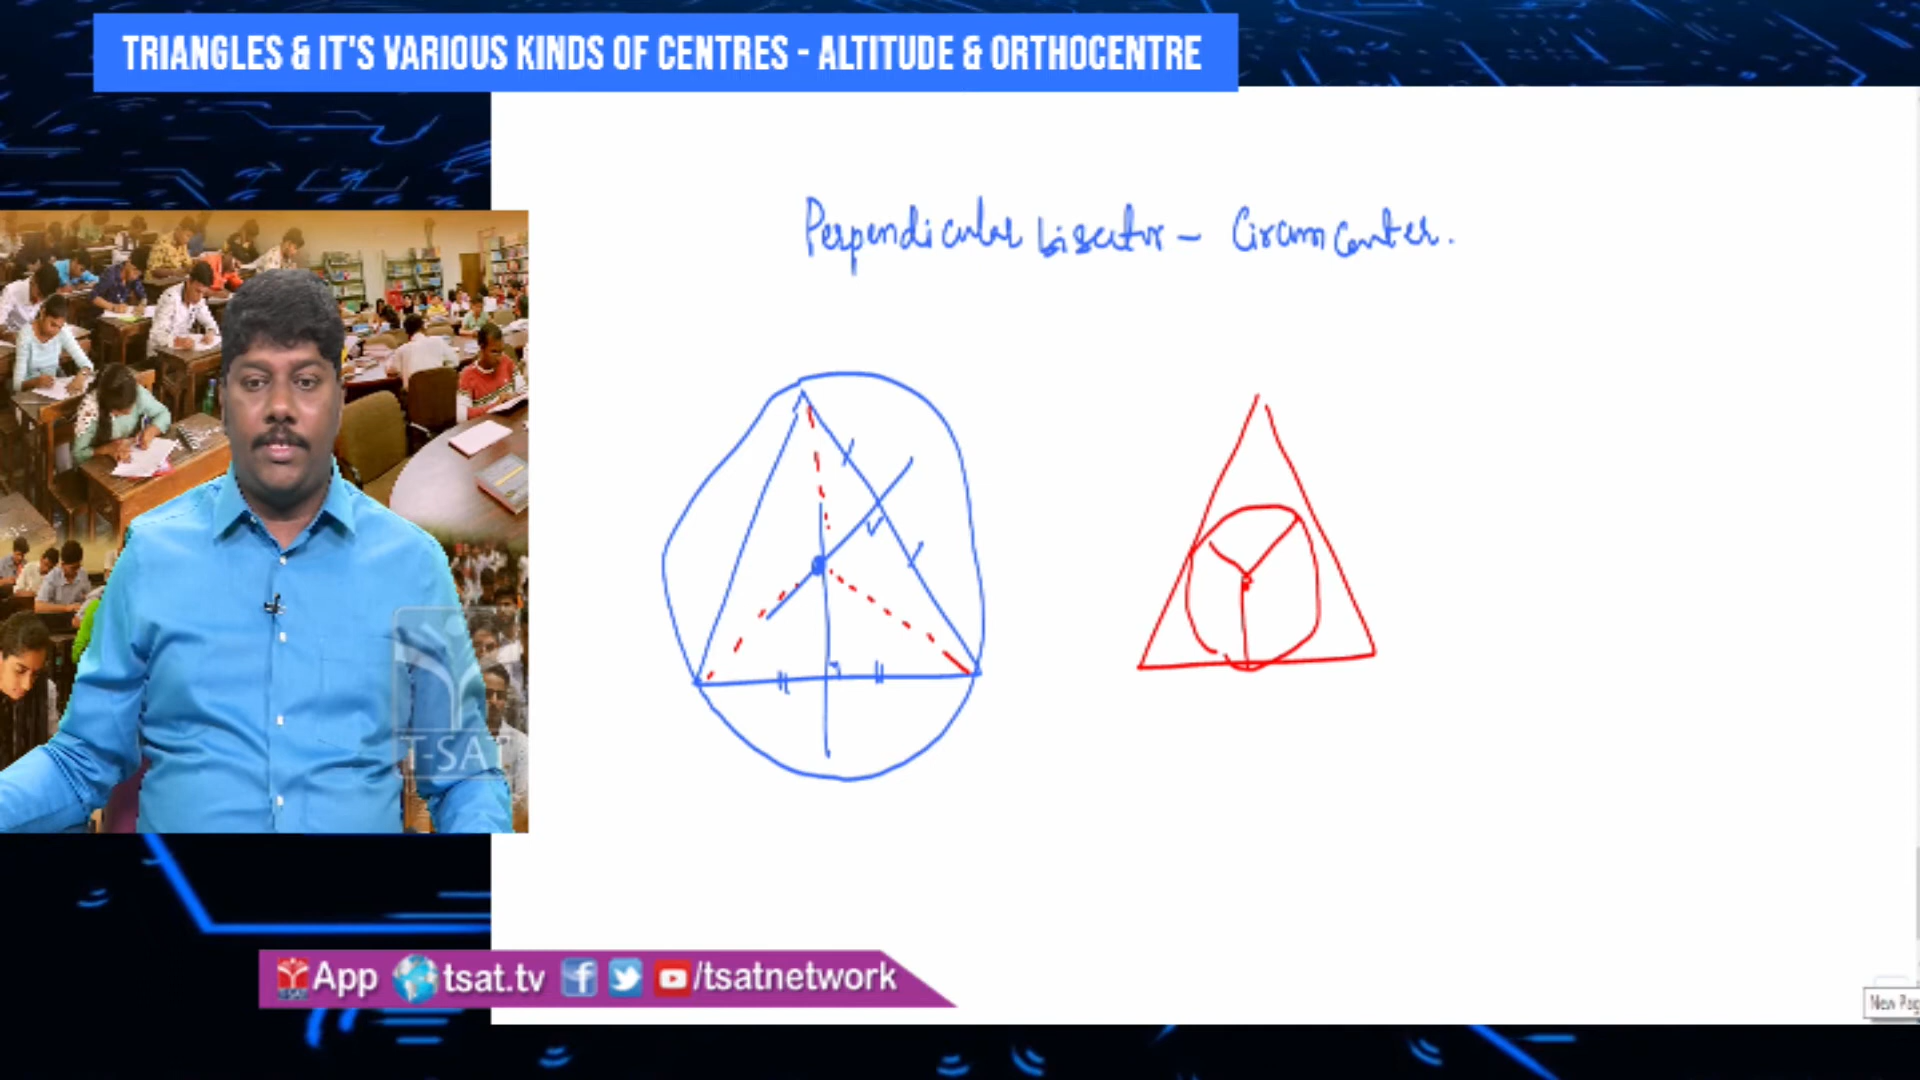 TRIANGLES & IT'S VARIOUS KINDS OF CENTRES - ALTITUDE & ORTHOCENTRE
Perpendicular bisector - Circumcenter.
T-SAT
App tsat.tv /tsatnetwork